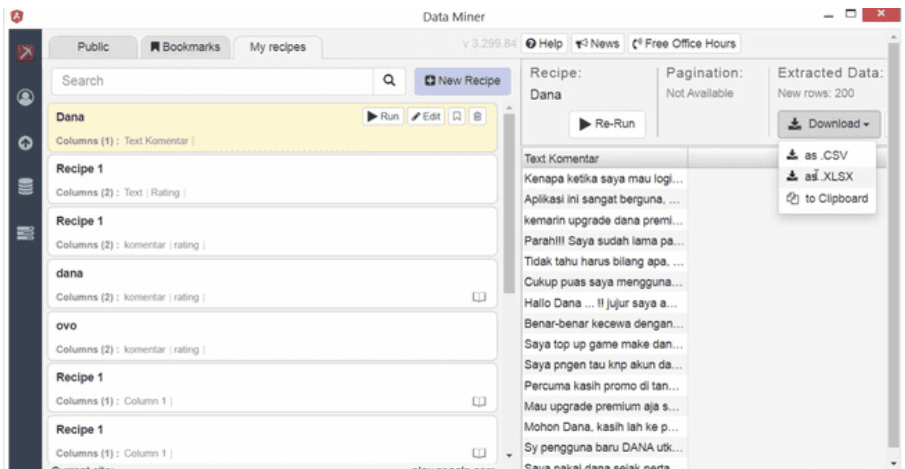 Data Miner
Public
Bookmarks
My recipes
v 3.299.84
Help
News
Free Office Hours
Search
New Recipe
Dana
Run
Edit
Columns (1) : Text Komentar |
Recipe 1
Columns (2) : Text | Rating |
Recipe 1
Columns (2) : komentar | rating |
dana
Columns (2) : komentar | rating |
ovo
Columns (2) : komentar | rating |
Recipe 1
Columns (1) : Column 1 |
Recipe 1
Columns (1) : Column 1 |
Recipe:
Dana
Re-Run
Pagination:
Not Available
Extracted Data:
New rows: 200
Download
as .CSV
as .XLSX
to Clipboard
Text Komentar
Kenapa ketika saya mau logi...
Aplikasi ini sangat berguna, ...
kemarin upgrade dana premi...
Parah!!! Saya sudah lama pa...
Tidak tahu harus bilang apa, ...
Cukup puas saya mengguna...
Hallo Dana ... !! jujur saya a...
Benar-benar kecewa dengan...
Saya top up game make dan...
Saya pngen tau knp akun da...
Percuma kasih promo di tan...
Mau upgrade premium aja s...
Mohon Dana, kasih lah ke p...
Sy pengguna baru DANA utk...
Saya pakai dana sejak perta...